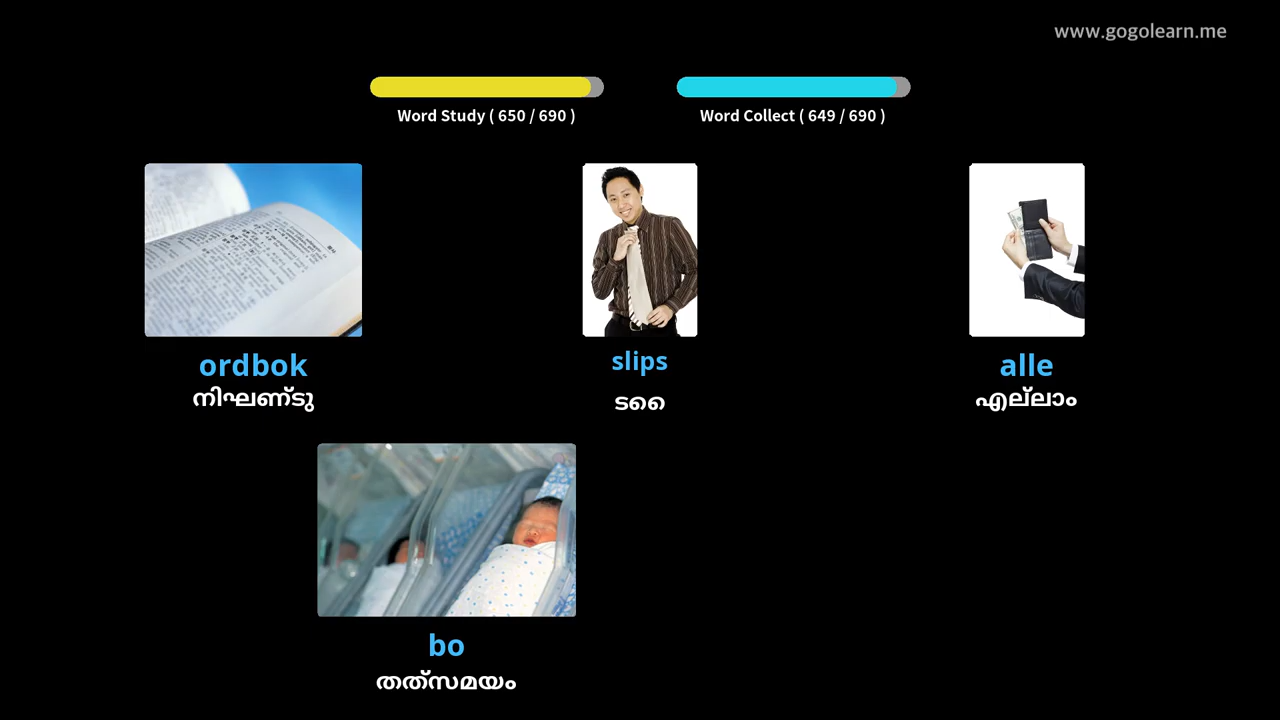 www.gogolearn.me
Word Study ( 650 / 690 )
Word Collect ( 649 / 690 )
ordbok
നിഘണ്ടു
slips
ടൈ
alle
എല്ലാം
bo
തത്സമയം